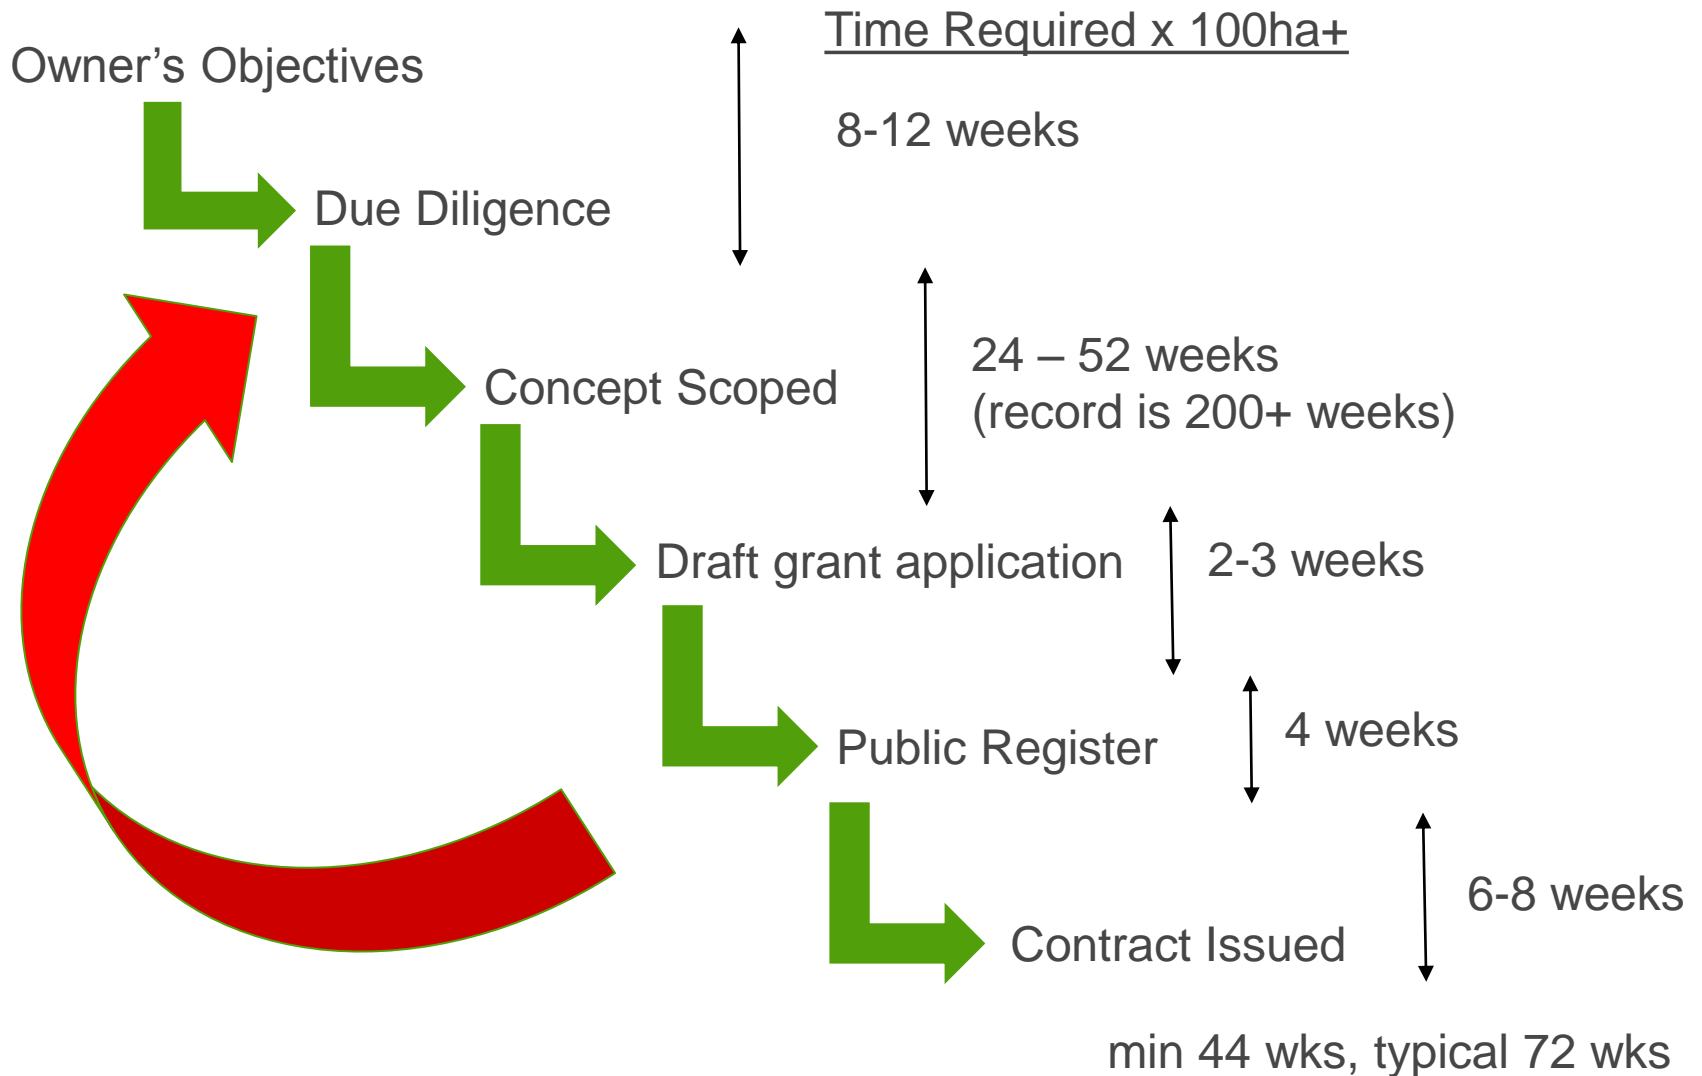 Time Required x 100ha+
Owner’s Objectives
8-12 weeks
Due Diligence
24 – 52 weeks
(record is 200+ weeks)
Concept Scoped
Draft grant application
2-3 weeks
Public Register
4 weeks
6-8 weeks
Contract Issued
min 44 wks, typical 72 wks